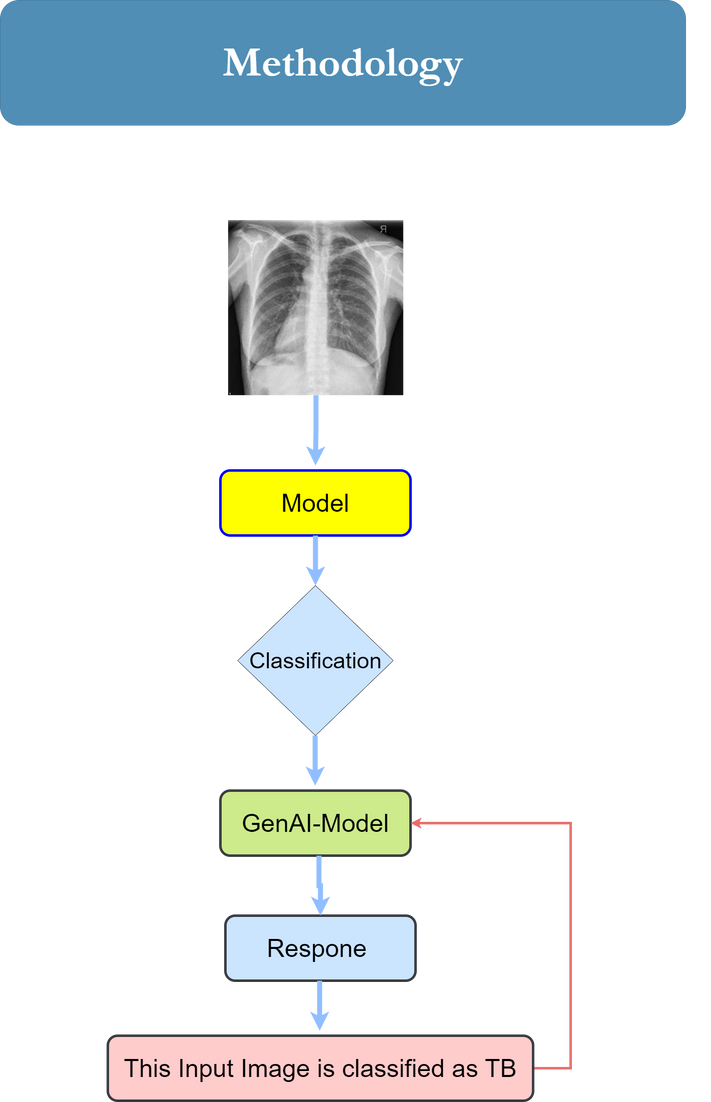 Methodology
R
Model
Classification
GenAI-Model
Respone
This Input Image is classified as TB